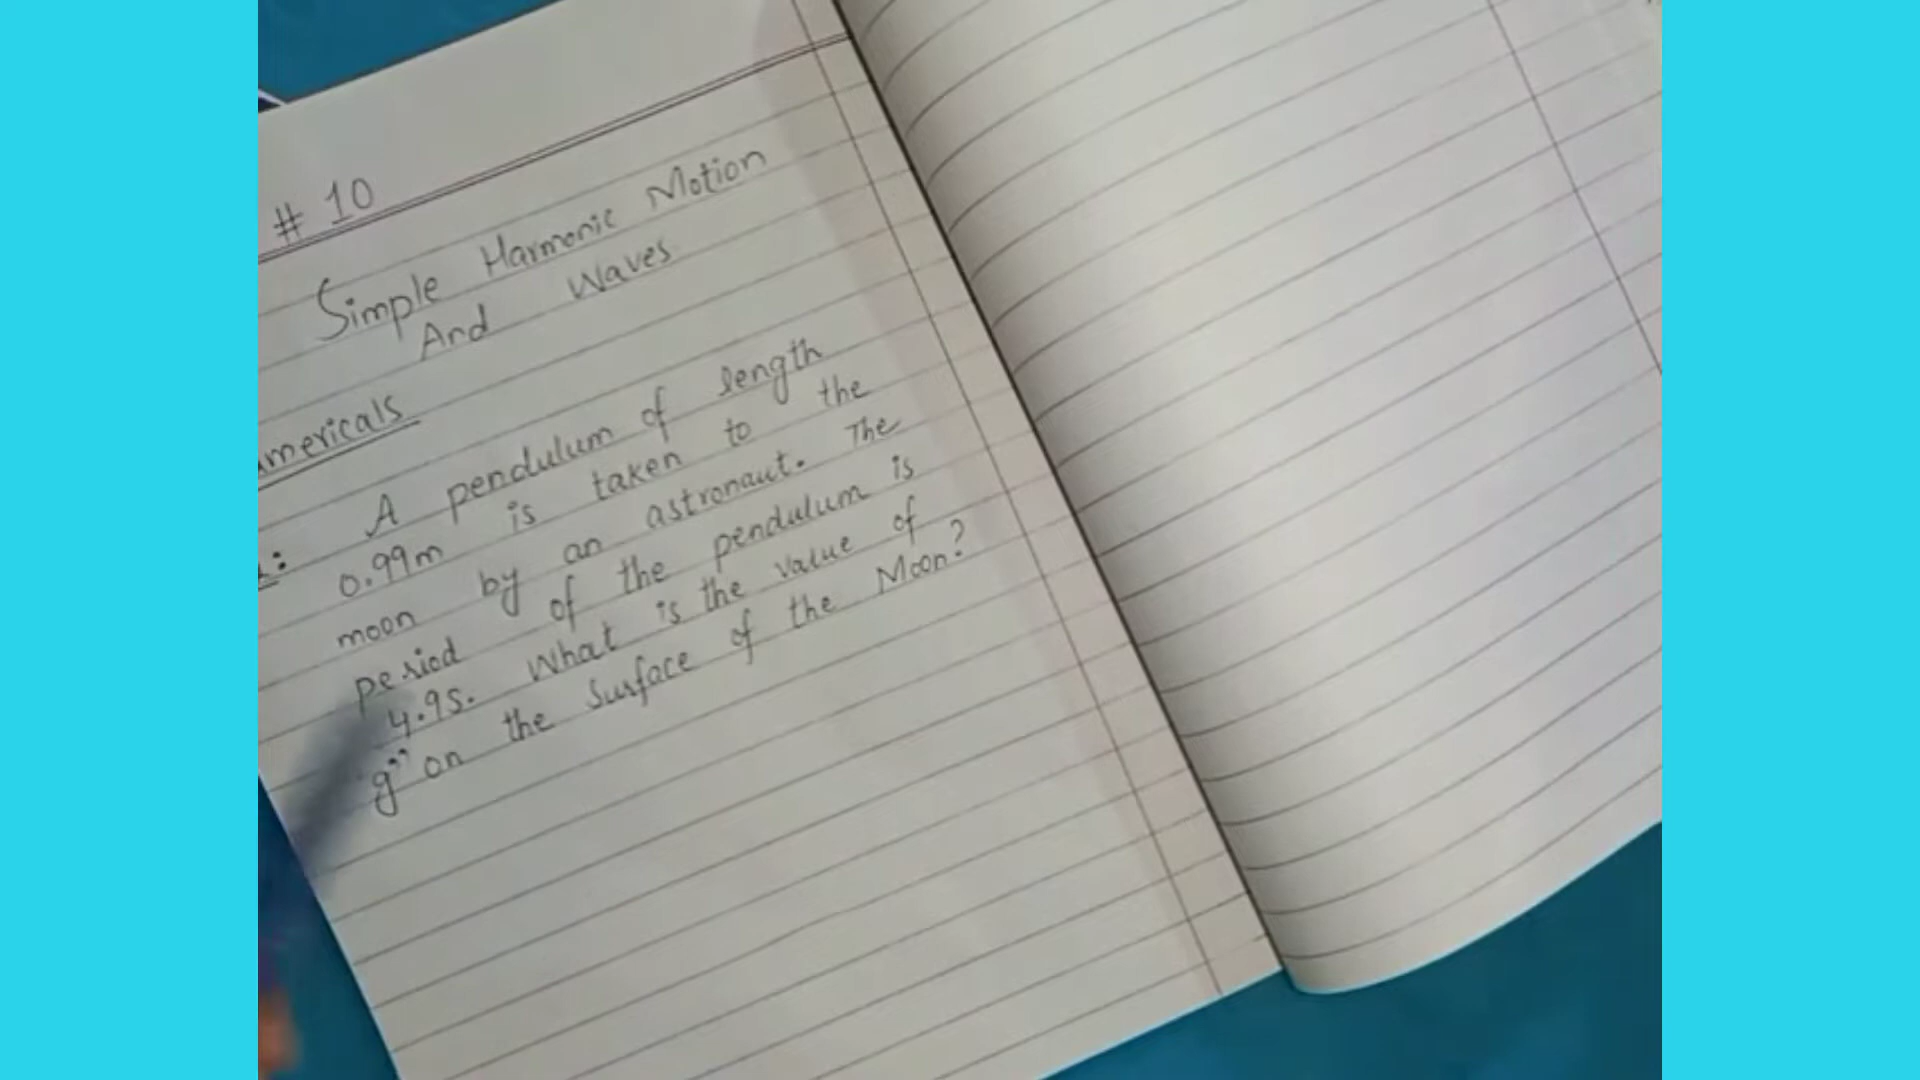 # 10
Simple Harmonic Motion
And Waves
umericals
: A pendulum of length
0.99m is taken to the
moon by an astronaut. The
period of the pendulum is
4.9s. What is the value of
"g" on the surface of the Moon?